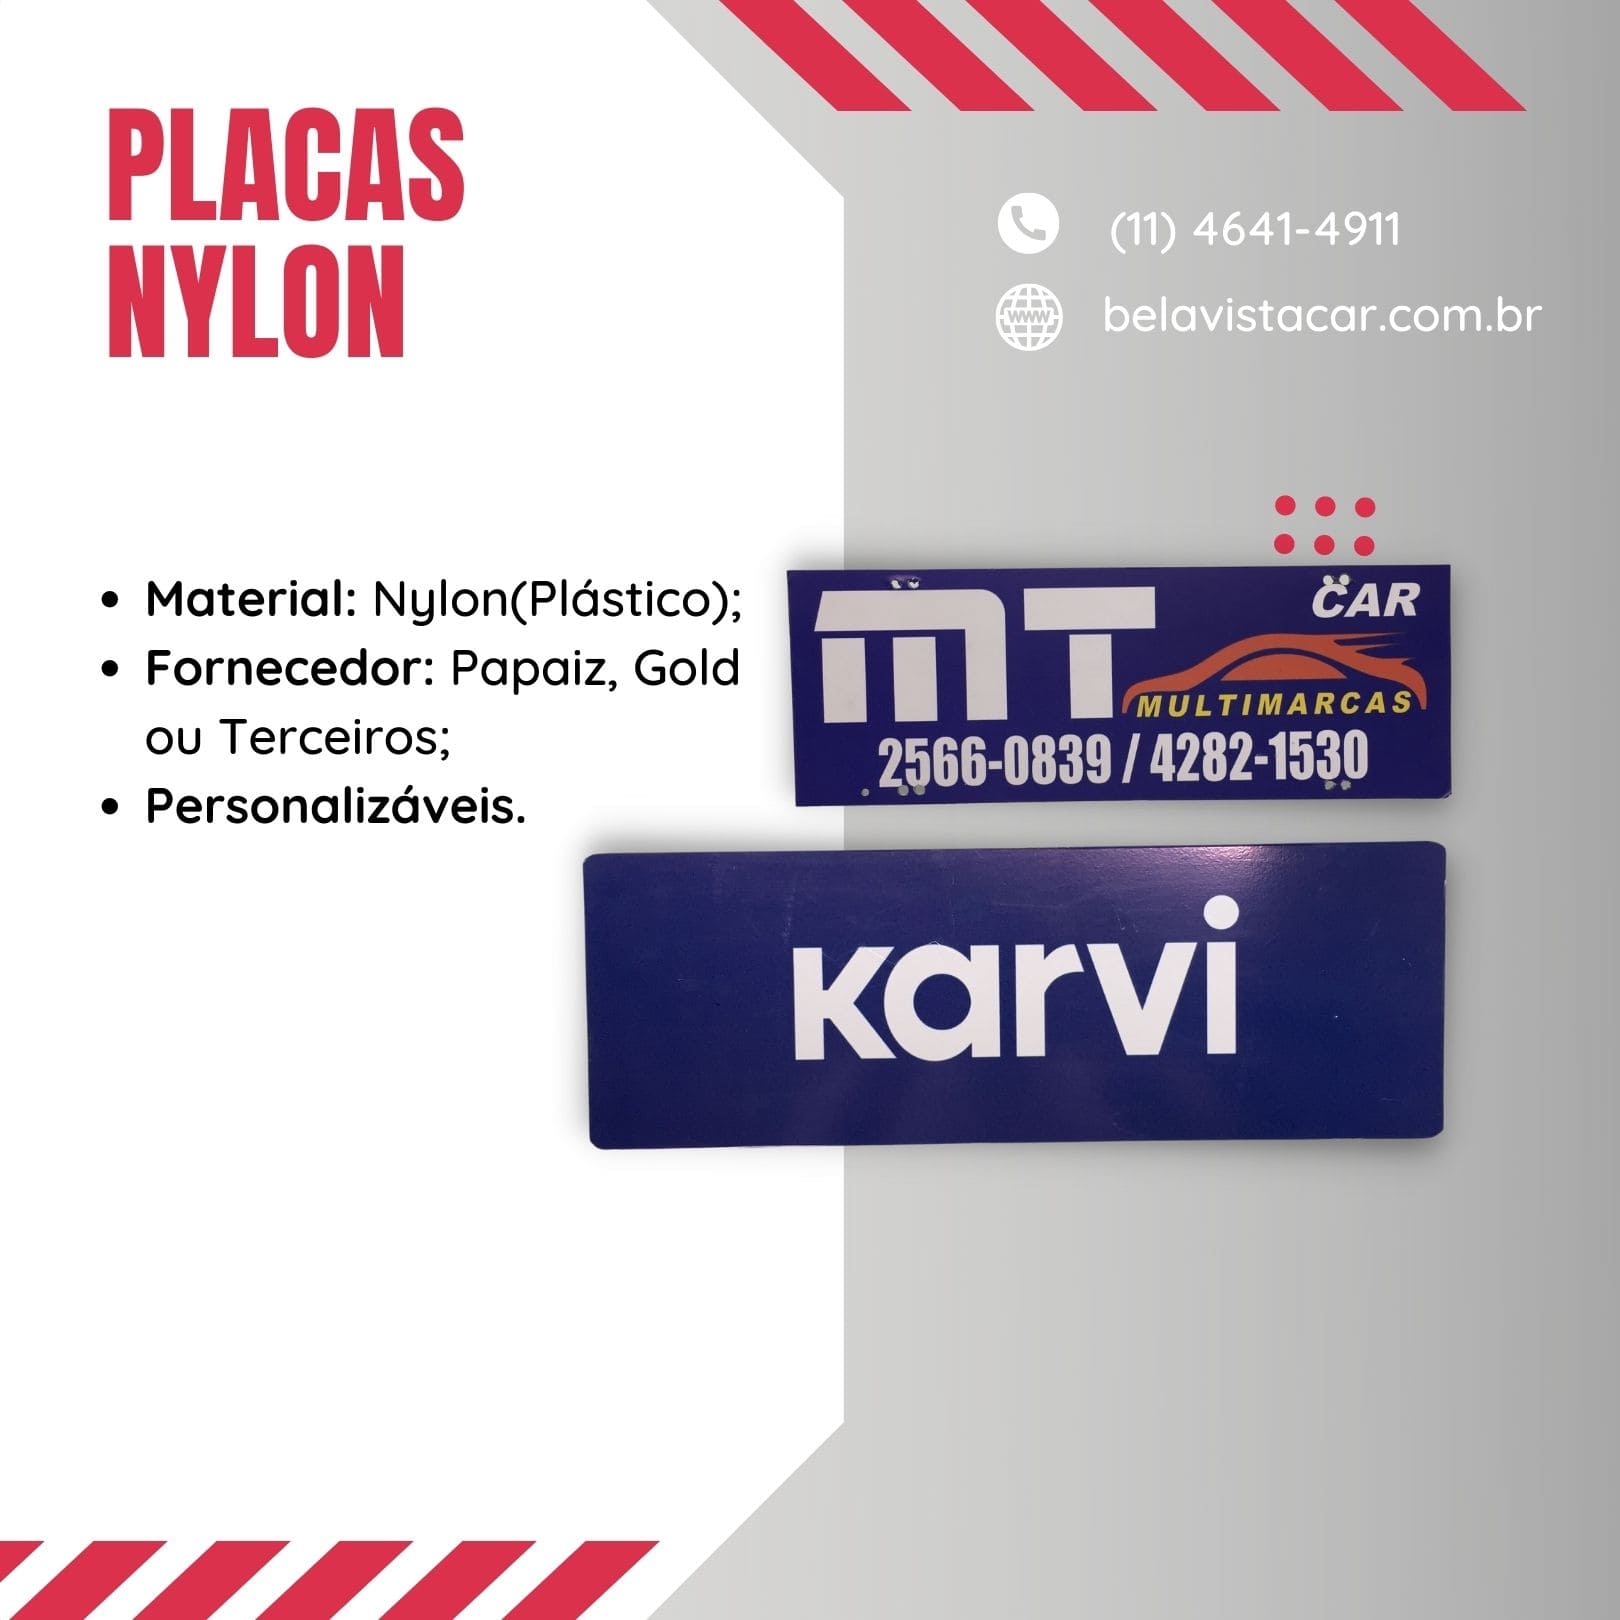 PLACAS
NYLON
(11) 4641-4911
www
belavistacar.com.br
• Material: Nylon(Plástico);
• Fornecedor: Papaiz, Gold
ou Terceiros;
• Personalizáveis.
MT CAR
MULTIMARCAS
2566-0839 / 4282-1530
karvi